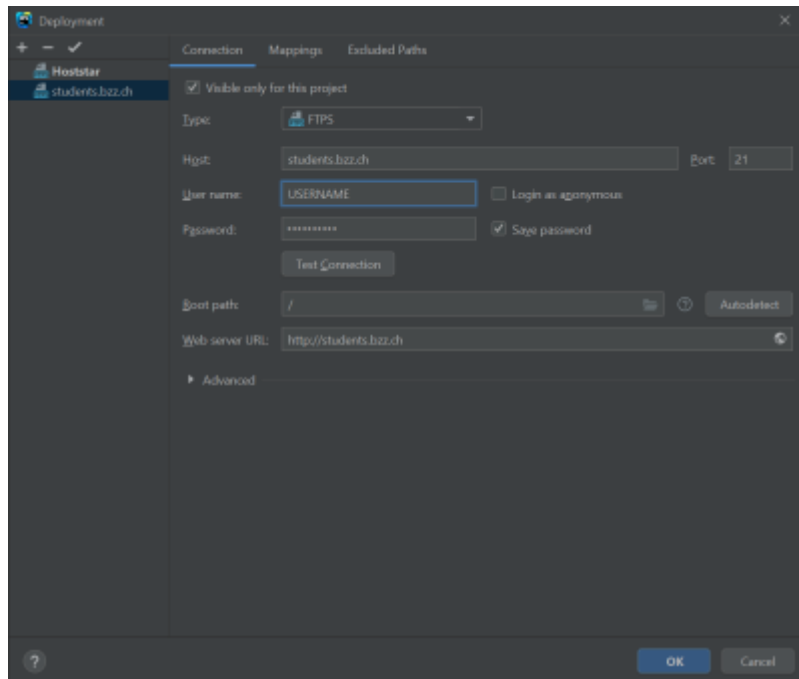 Deployment
Connection Mappings Excluded Paths
Hoststar
students.bzz.ch
Visible only for this project
Type: FTPS
Host: students.bzz.ch Port: 21
User name: USERNAME Login as anonymous
Password: •••••••••• Save password
Test Connection
Root path: / Autodetect
Web server URL: http://students.bzz.ch
Advanced
? OK Cancel